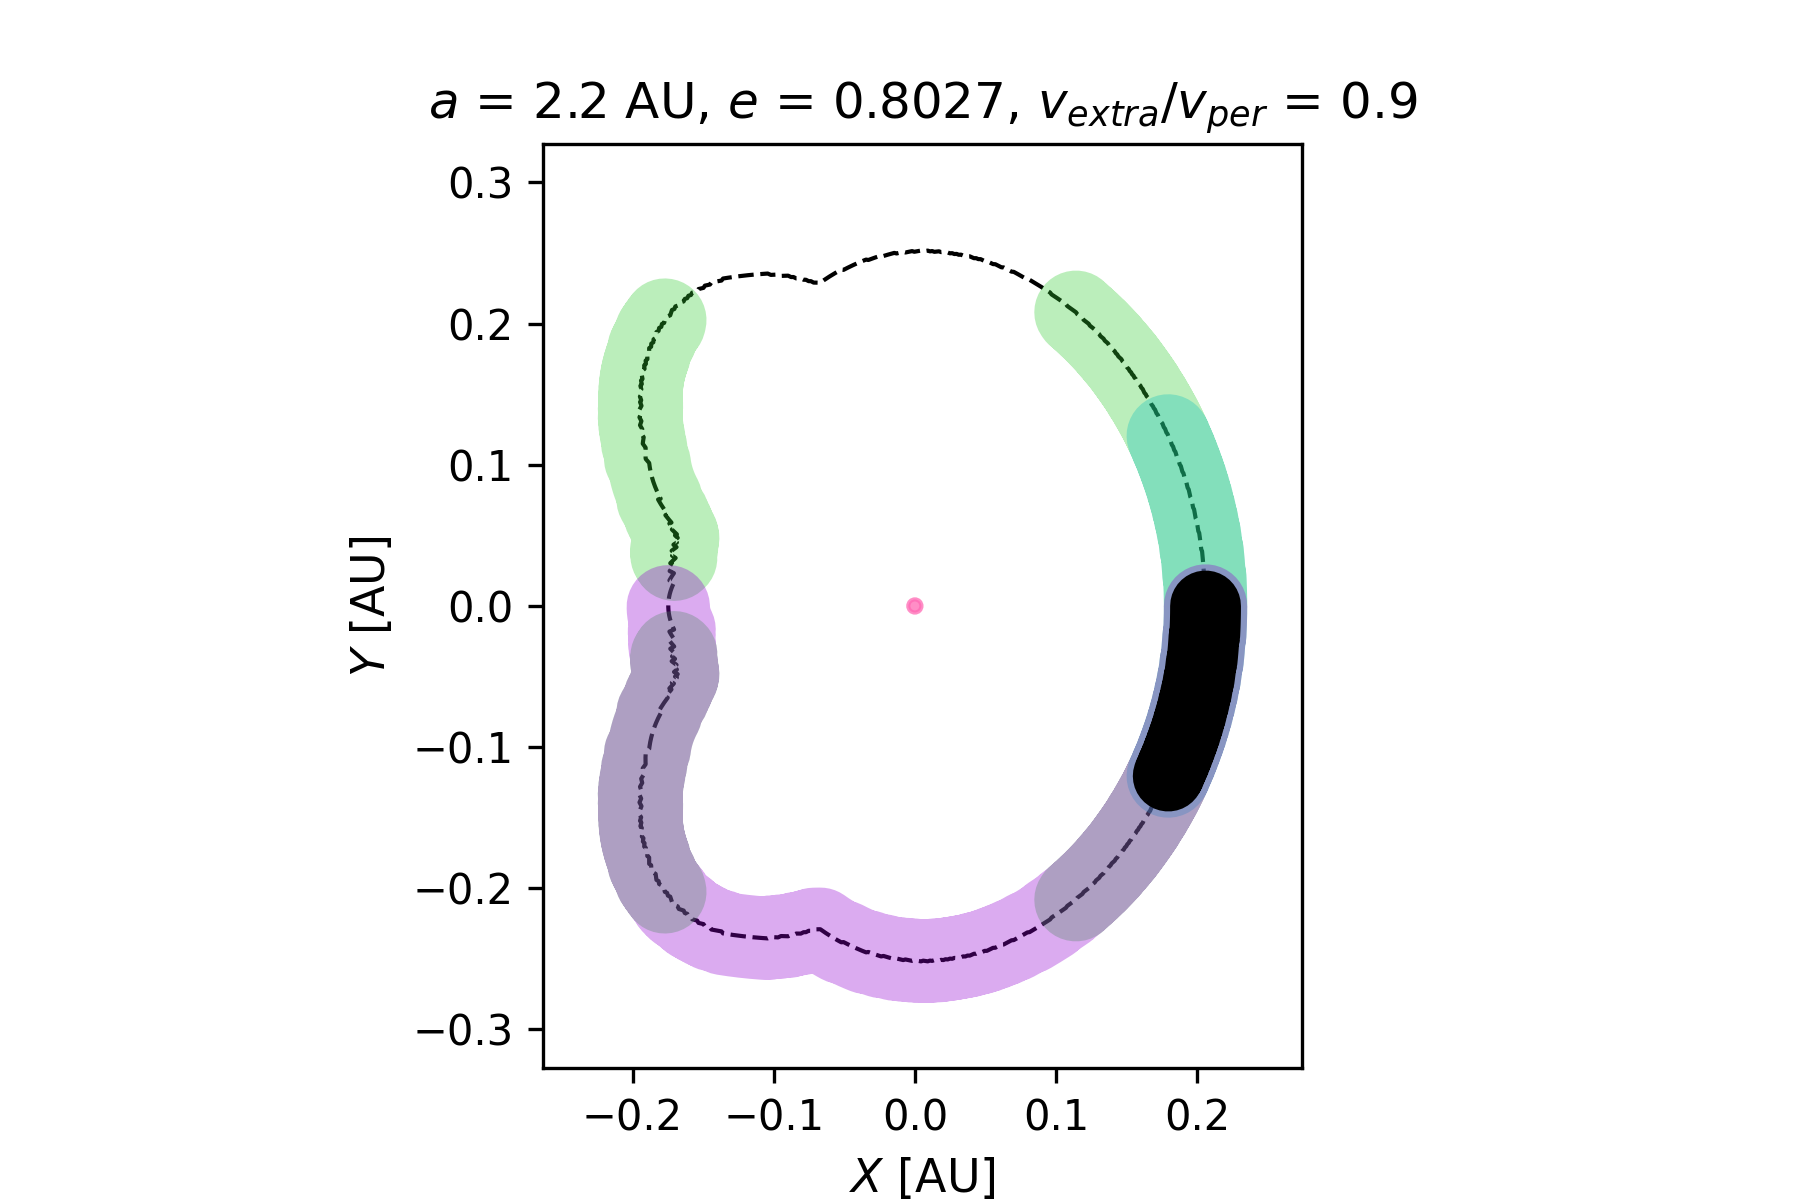 a = 2.2 AU, e = 0.8027, v_extra/v_per = 0.9
0.3
0.2
0.1
0.0
−0.1
−0.2
−0.3
Y [AU]
−0.2 −0.1 0.0 0.1 0.2
X [AU]